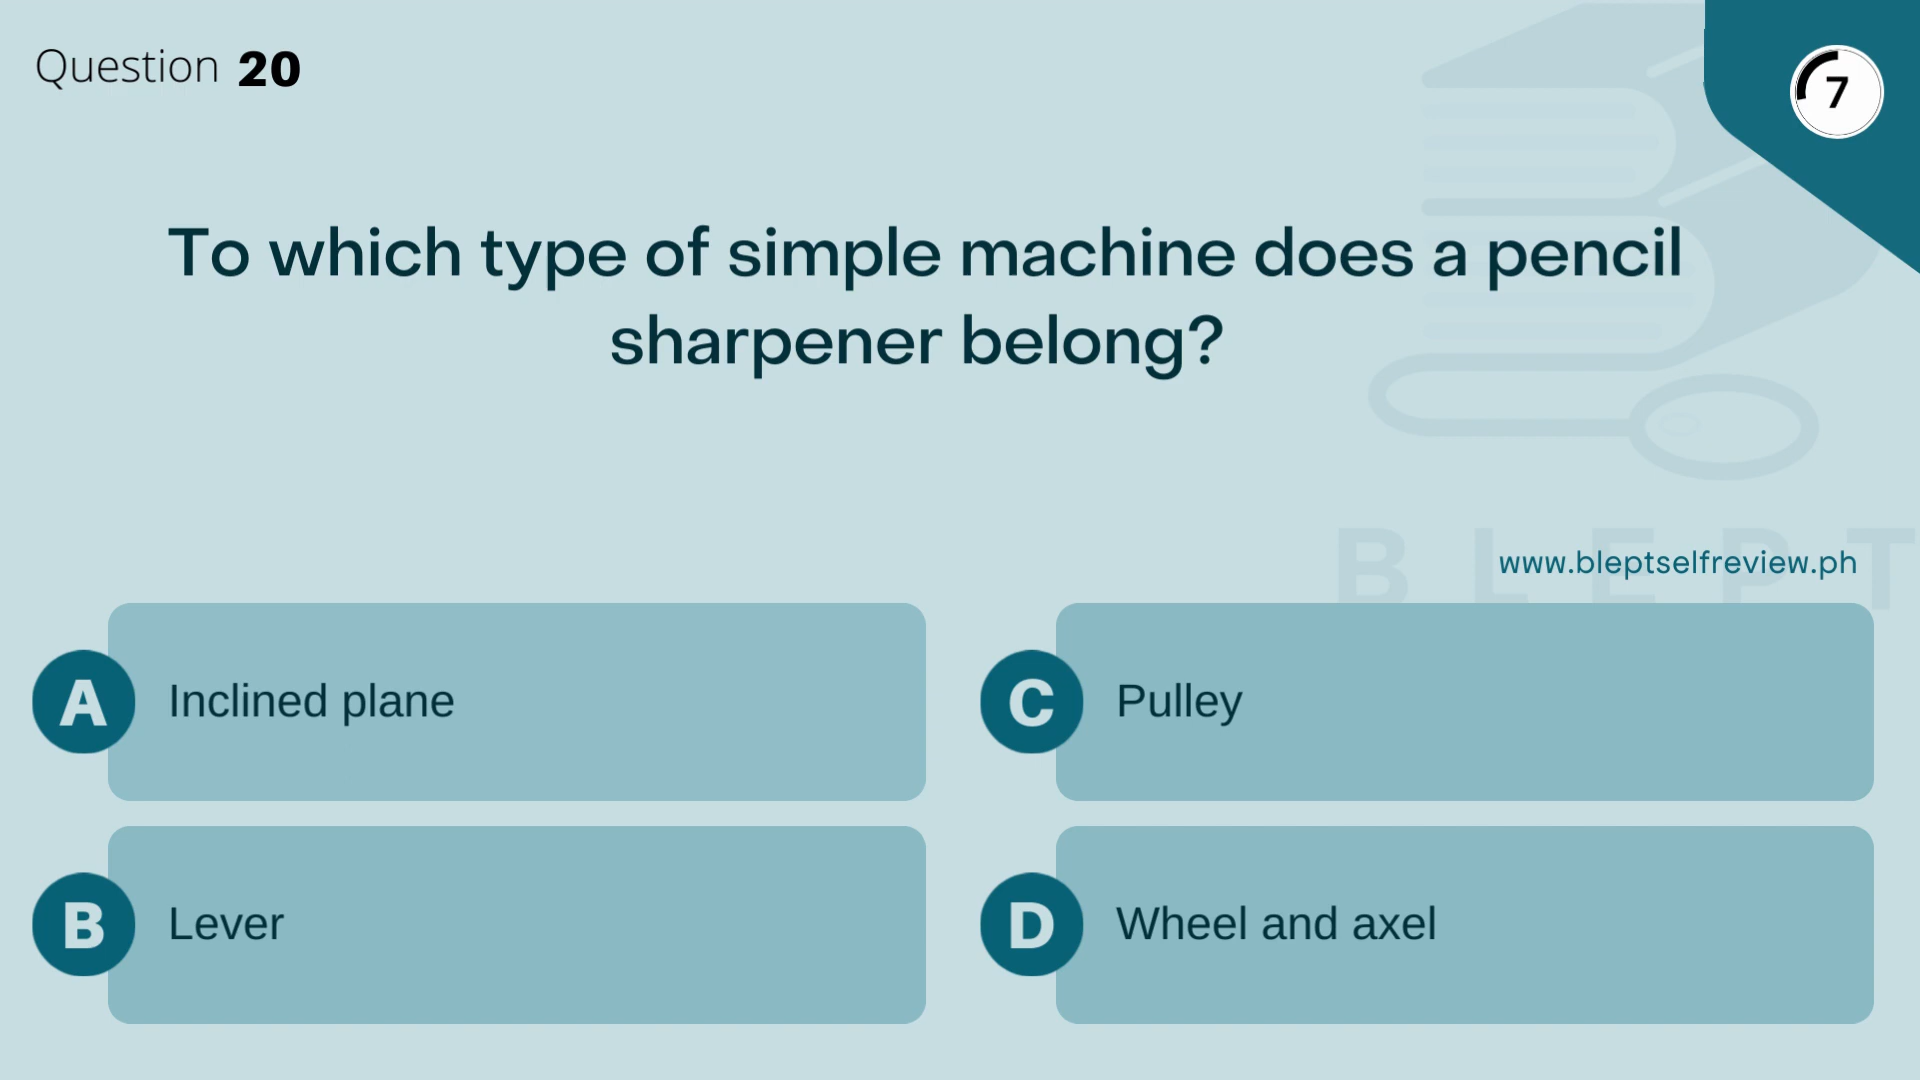 Question 20
7
To which type of simple machine does a pencil
sharpener belong?
BLEPT
www.bleptselfreview.ph
A Inclined plane
C Pulley
B Lever
D Wheel and axel